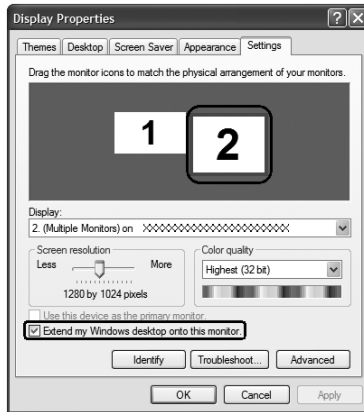 Display Properties
Themes Desktop Screen Saver Appearance Settings
Drag the monitor icons to match the physical arrangement of your monitors.
1 2
Display:
2. (Multiple Monitors) on XXXXXXXXXXXXXXXXXXXXXXX
Screen resolution Color quality
Less More Highest (32 bit)
1280 by 1024 pixels
Use this device as the primary monitor.
Extend my Windows desktop onto this monitor.
Identify Troubleshoot... Advanced
OK Cancel Apply